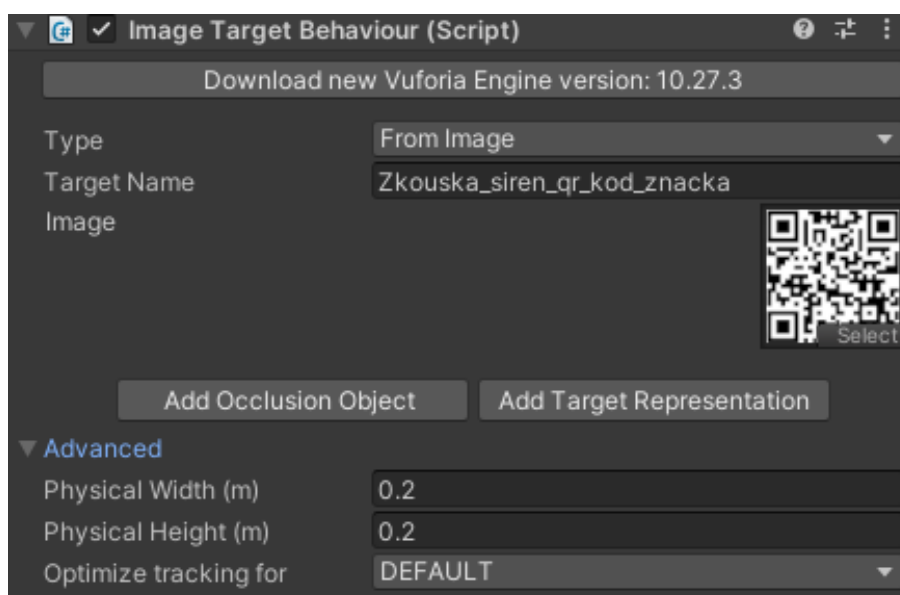 Image Target Behaviour (Script)
Download new Vuforia Engine version: 10.27.3
Type From Image
Target Name Zkouska_siren_qr_kod_znacka
Image
Select
Add Occlusion Object Add Target Representation
Advanced
Physical Width (m) 0.2
Physical Height (m) 0.2
Optimize tracking for DEFAULT